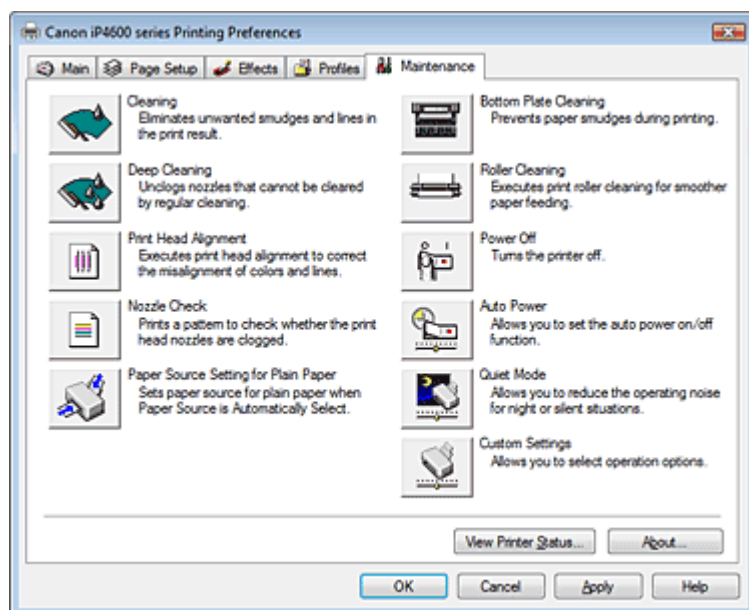 Canon iP4600 series Printing Preferences
Main
Page Setup
Effects
Profiles
Maintenance
Cleaning
Eliminates unwanted smudges and lines in
the print result.
Deep Cleaning
Unclogs nozzles that cannot be cleared
by regular cleaning.
Print Head Alignment
Executes print head alignment to correct
the misalignment of colors and lines.
Nozzle Check
Prints a pattern to check whether the print
head nozzles are clogged.
Paper Source Setting for Plain Paper
Sets paper source for plain paper when
Paper Source is Automatically Select.
Bottom Plate Cleaning
Prevents paper smudges during printing.
Roller Cleaning
Executes print roller cleaning for smoother
paper feeding.
Power Off
Turns the printer off.
Auto Power
Allows you to set the auto power on/off
function.
Quiet Mode
Allows you to reduce the operating noise
for night or silent situations.
Custom Settings
Allows you to select operation options.
View Printer Status...
About...
OK
Cancel
Apply
Help